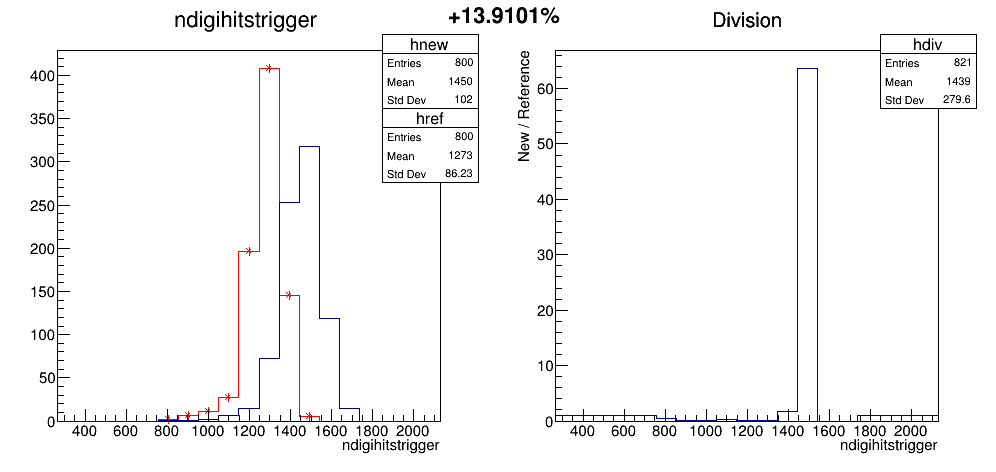 +13.9101%
ndigihitstrigger
hnew
Entries 800
Mean 1450
Std Dev 102
href
Entries 800
Mean 1273
Std Dev 86.23
400
350
300
250
200
150
100
50
0
400 600 800 1000 1200 1400 1600 1800 2000
ndigihitstrigger
Division
hdiv
Entries 821
Mean 1439
Std Dev 279.6
New / Reference
60
50
40
30
20
10
0
400 600 800 1000 1200 1400 1600 1800 2000
ndigihitstrigger